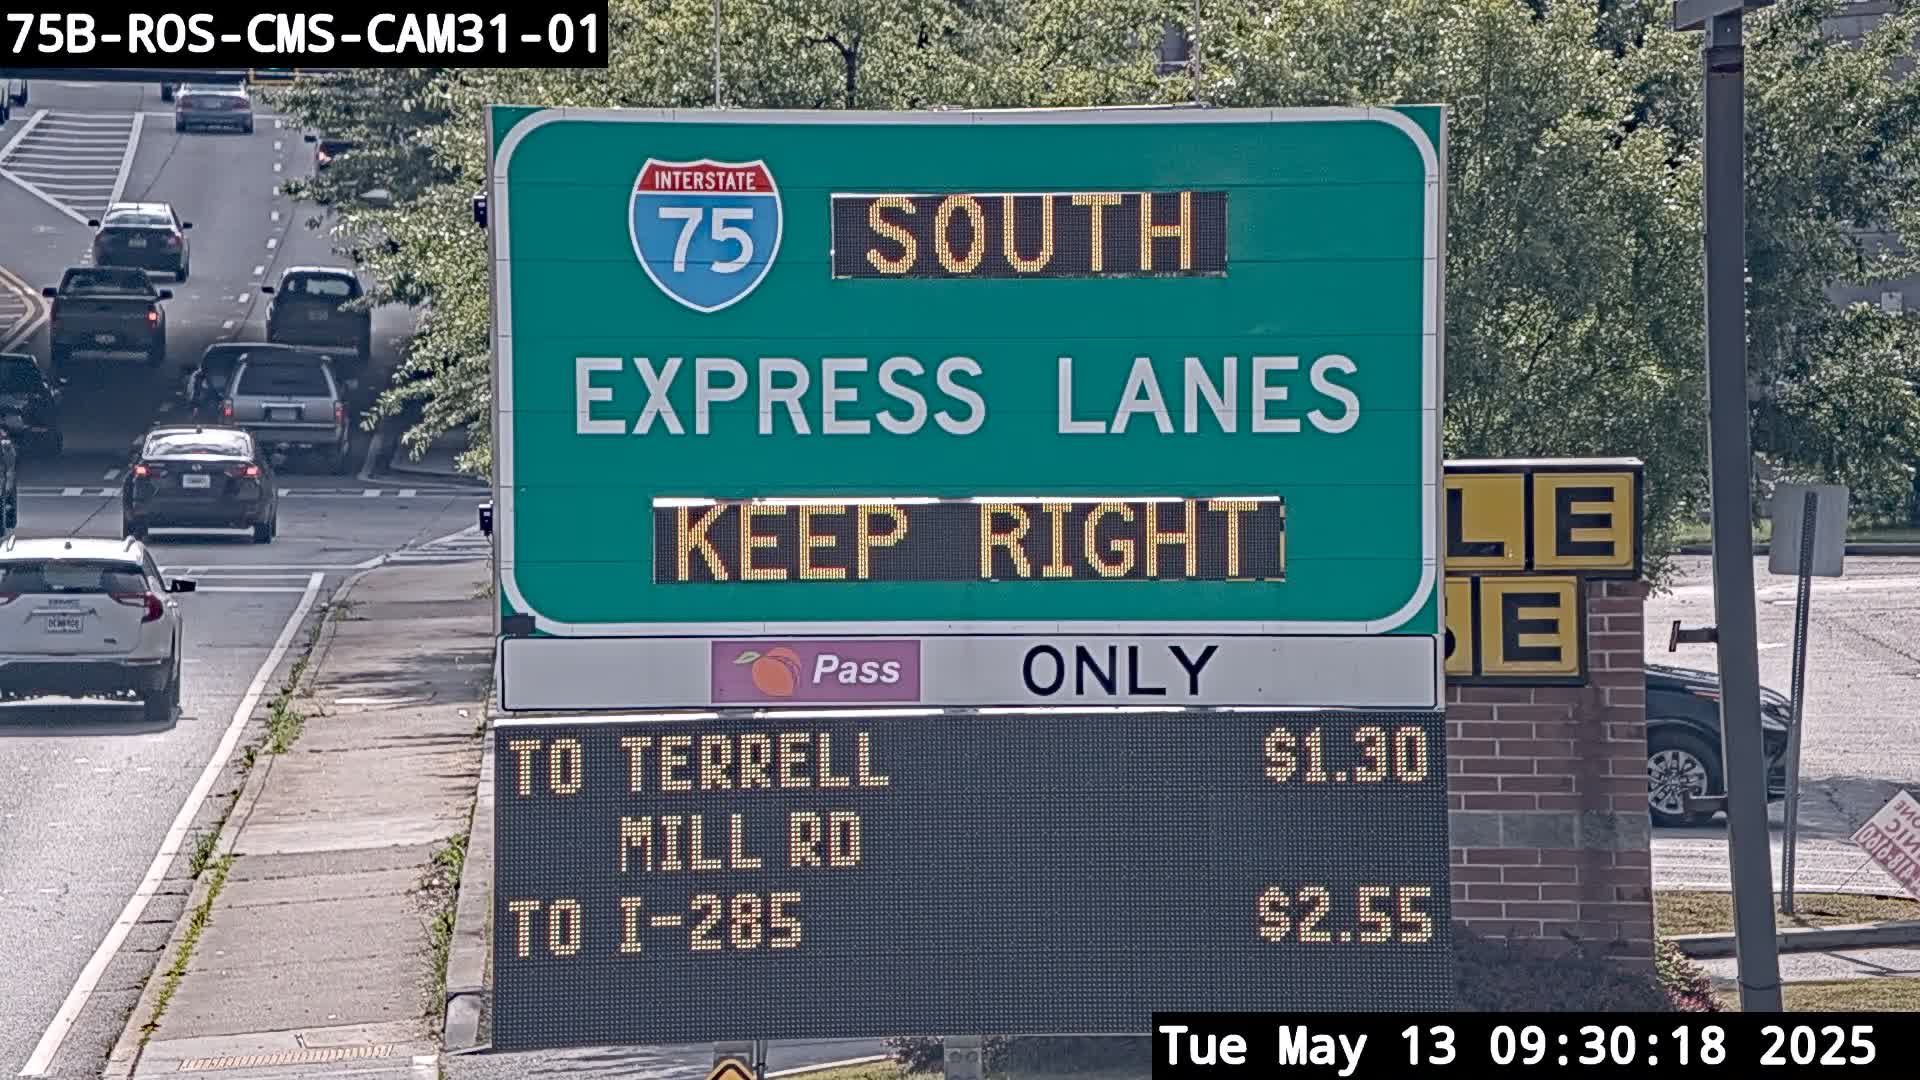 75B-ROS-CMS-CAM31-01
INTERSTATE
75
SOUTH
EXPRESS LANES
KEEP RIGHT
LE
E
Pass ONLY
TO TERRELL $1.30
MILL RD
TO I-285 $2.55
Tue May 13 09:30:18 2025